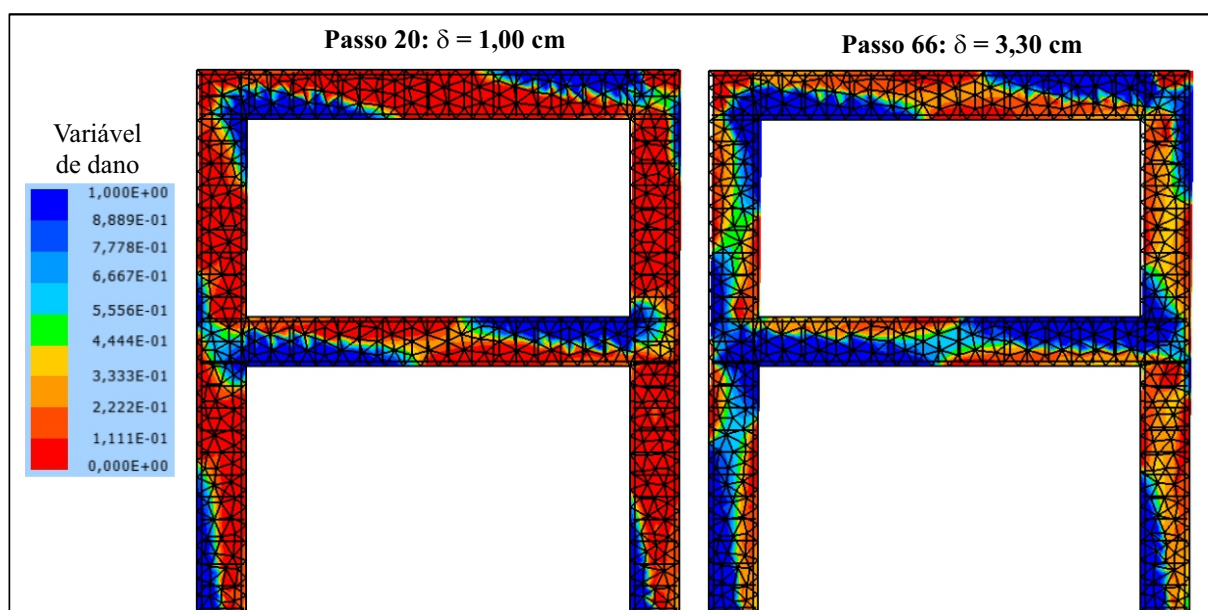 Passo 20: δ = 1,00 cm
Passo 66: δ = 3,30 cm
Variável
de dano
1,000E+00
8,889E-01
7,778E-01
6,667E-01
5,556E-01
4,444E-01
3,333E-01
2,222E-01
1,111E-01
0,000E+00